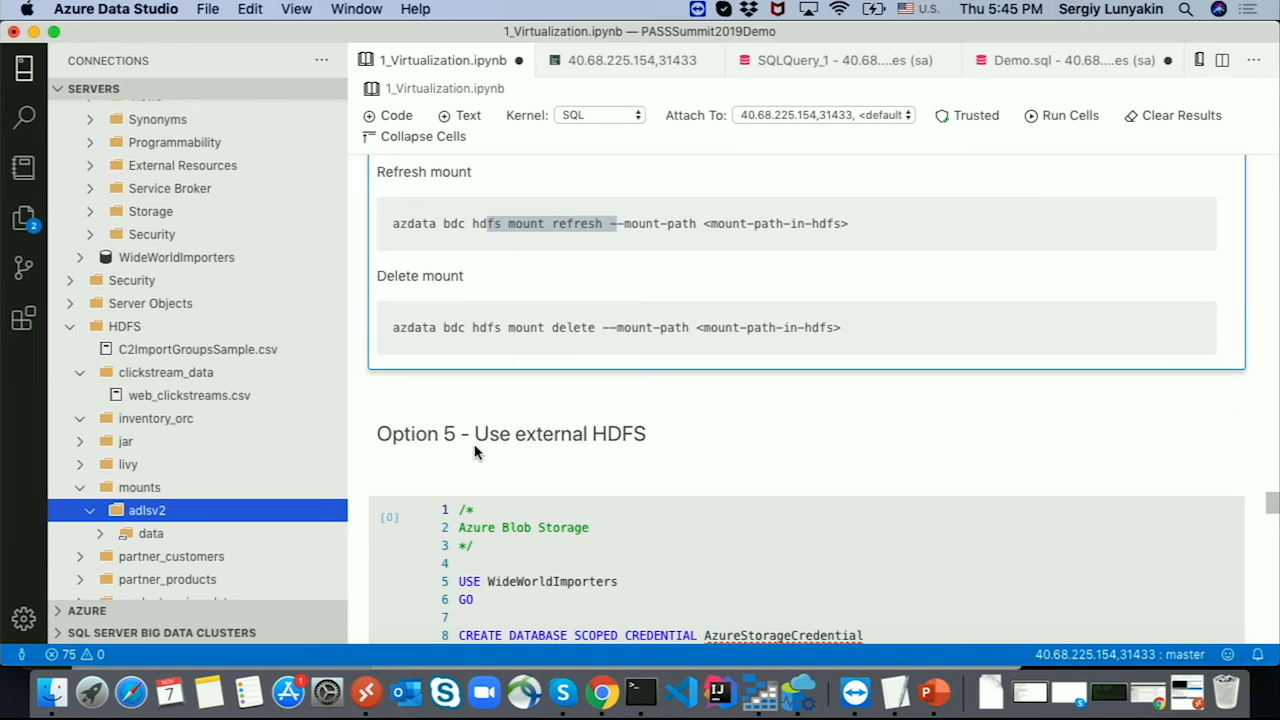 Azure Data Studio File Edit View Window Help U.S. Thu 5:45 PM Sergiy Lunyakin
1_Virtualization.ipynb — PASSSummit2019Demo
CONNECTIONS
1_Virtualization.ipynb
40.68.225.154,31433
SQLQuery_1 - 40.68....es (sa)
Demo.sql - 40.68....es (sa)
SERVERS
1_Virtualization.ipynb
Code Text Kernel: SQL Attach To: 40.68.225.154,31433, <default Trusted Run Cells Clear Results
Collapse Cells
Synonyms
Programmability
External Resources
Service Broker
Storage
Security
WideWorldImporters
Security
Server Objects
HDFS
C2ImportGroupsSample.csv
clickstream_data
web_clickstreams.csv
inventory_orc
jar
livy
mounts
adlsv2
data
partner_customers
partner_products
AZURE
SQL SERVER BIG DATA CLUSTERS
2
Refresh mount
azdata bdc hdfs mount refresh --mount-path <mount-path-in-hdfs>
Delete mount
azdata bdc hdfs mount delete --mount-path <mount-path-in-hdfs>
Option 5 - Use external HDFS
[0]
1 /*
2 Azure Blob Storage
3 */
4
5 USE WideWorldImporters
6 GO
7
8 CREATE DATABASE SCOPED CREDENTIAL AzureStorageCredential
75 0 40.68.225.154,31433 : master
NOV
7
1